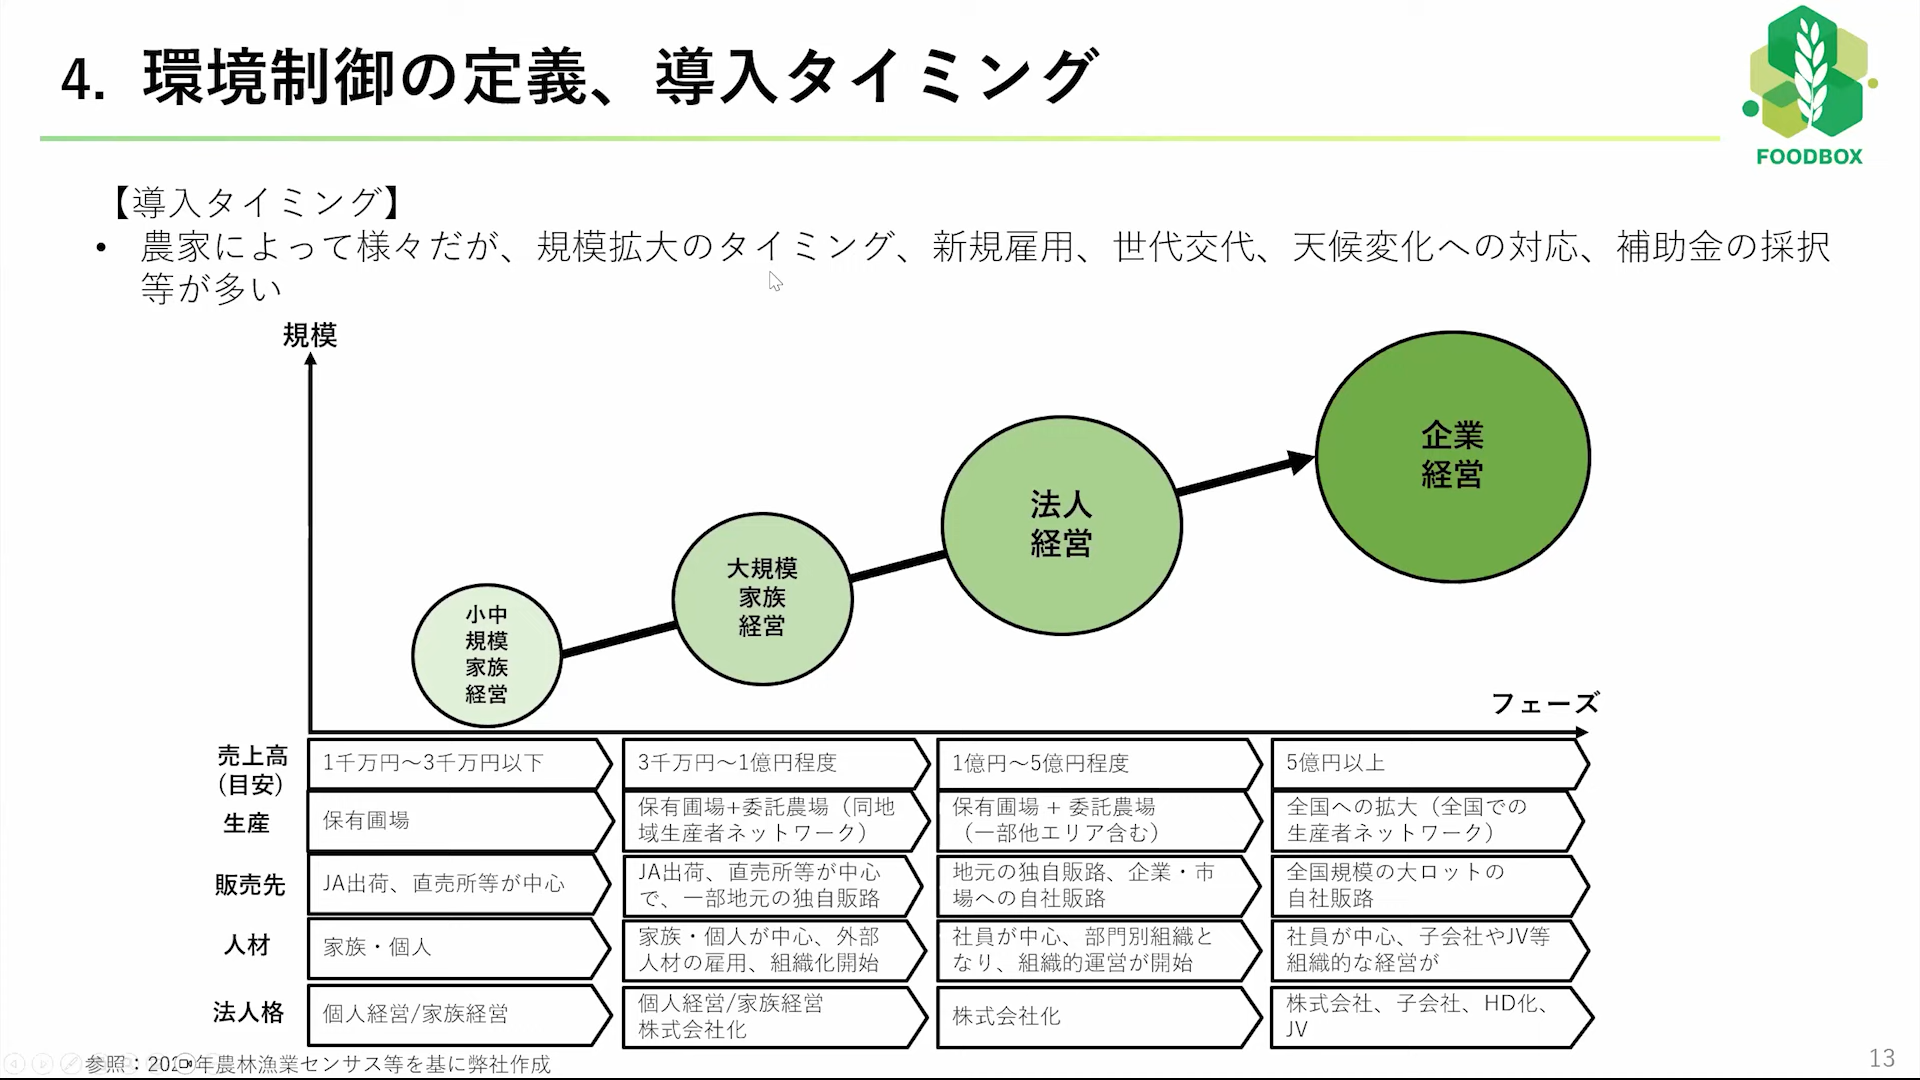 4. 環境制御の定義、導入タイミング
FOODBOX
【導入タイミング】
• 農家によって様々だが、規模拡大のタイミング、新規雇用、世代交代、天候変化への対応、補助金の採択
等が多い
規模
企業
経営
法人
経営
大規模
家族
経営
小中
規模
家族
経営
フェーズ
売上高
(目安)
1千万円～3千万円以下
3千万円～1億円程度
1億円～5億円程度
5億円以上
生産
保有圃場
保有圃場+委託農場（同地
域生産者ネットワーク）
保有圃場 + 委託農場
（一部他エリア含む）
全国への拡大（全国での
生産者ネットワーク）
販売先
JA出荷、直売所等が中心
JA出荷、直売所等が中心
で、一部地元の独自販路
地元の独自販路、企業・市
場への自社販路
全国規模の大ロットの
自社販路
人材
家族・個人
家族・個人が中心、外部
人材の雇用、組織化開始
社員が中心、部門別組織と
なり、組織的運営が開始
社員が中心、子会社やJV等
組織的な経営が
法人格
個人経営/家族経営
個人経営/家族経営
株式会社化
株式会社化
株式会社、子会社、HD化、
JV
参照：202 年農林漁業センサス等を基に弊社作成
13